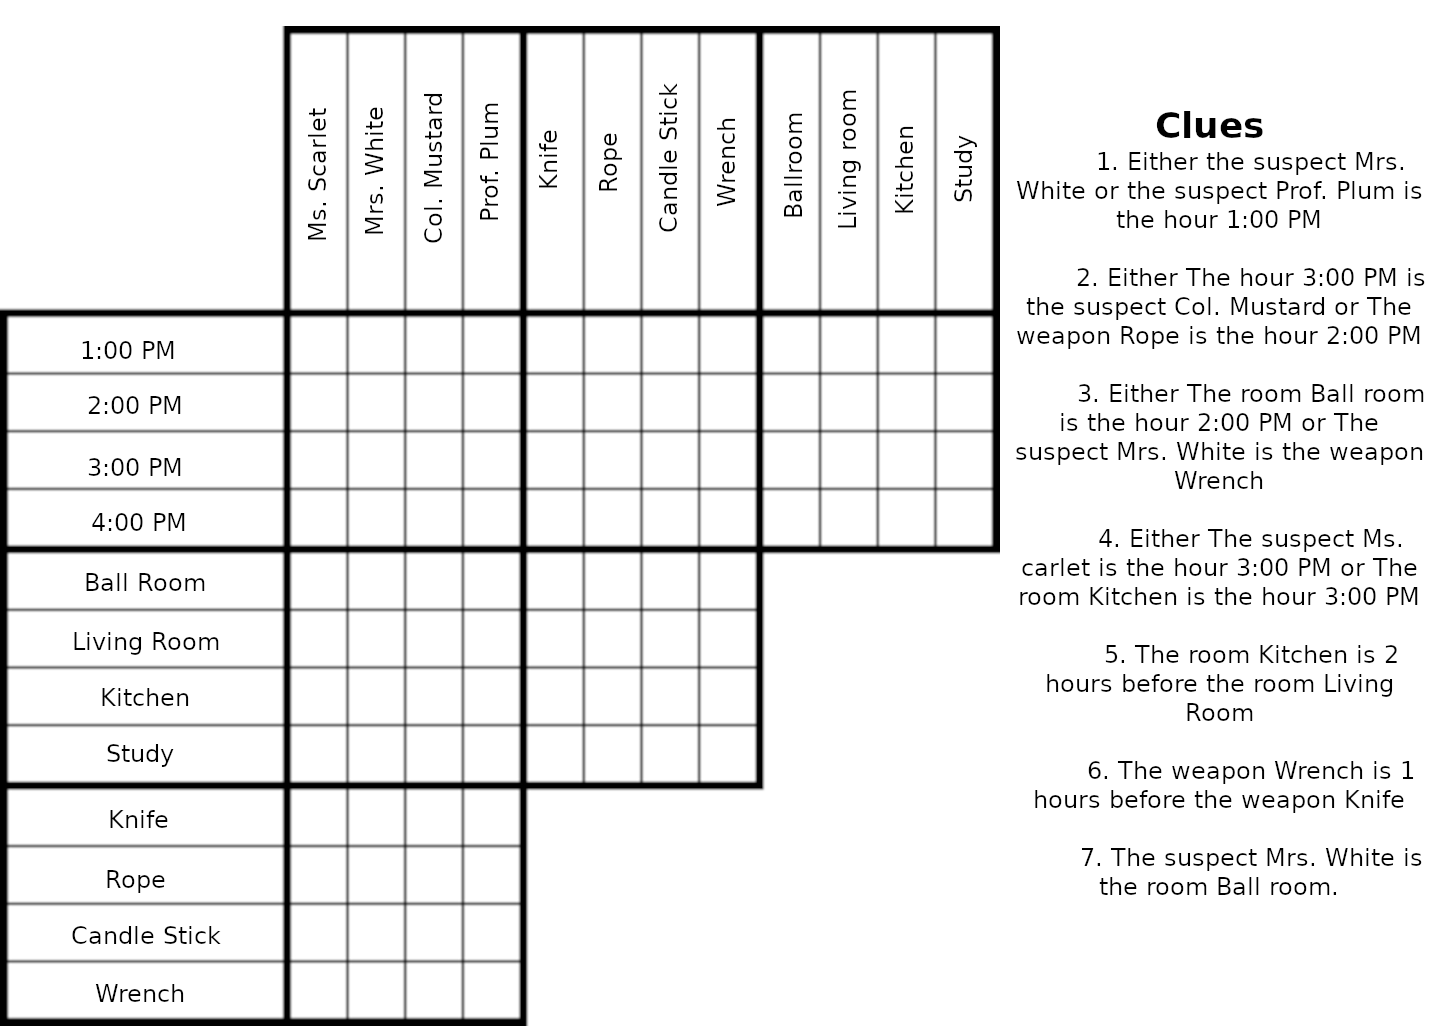 Ms. Scarlet
Mrs. White
Col. Mustard
Prof. Plum
Knife
Rope
Candle Stick
Wrench
Ballroom
Living room
Kitchen
Study
1:00 PM
2:00 PM
3:00 PM
4:00 PM
Ball Room
Living Room
Kitchen
Study
Knife
Rope
Candle Stick
Wrench
Clues
1. Either the suspect Mrs.
White or the suspect Prof. Plum is
the hour 1:00 PM
2. Either The hour 3:00 PM is
the suspect Col. Mustard or The
weapon Rope is the hour 2:00 PM
3. Either The room Ball room
is the hour 2:00 PM or The
suspect Mrs. White is the weapon
Wrench
4. Either The suspect Ms.
carlet is the hour 3:00 PM or The
room Kitchen is the hour 3:00 PM
5. The room Kitchen is 2
hours before the room Living
Room
6. The weapon Wrench is 1
hours before the weapon Knife
7. The suspect Mrs. White is
the room Ball room.